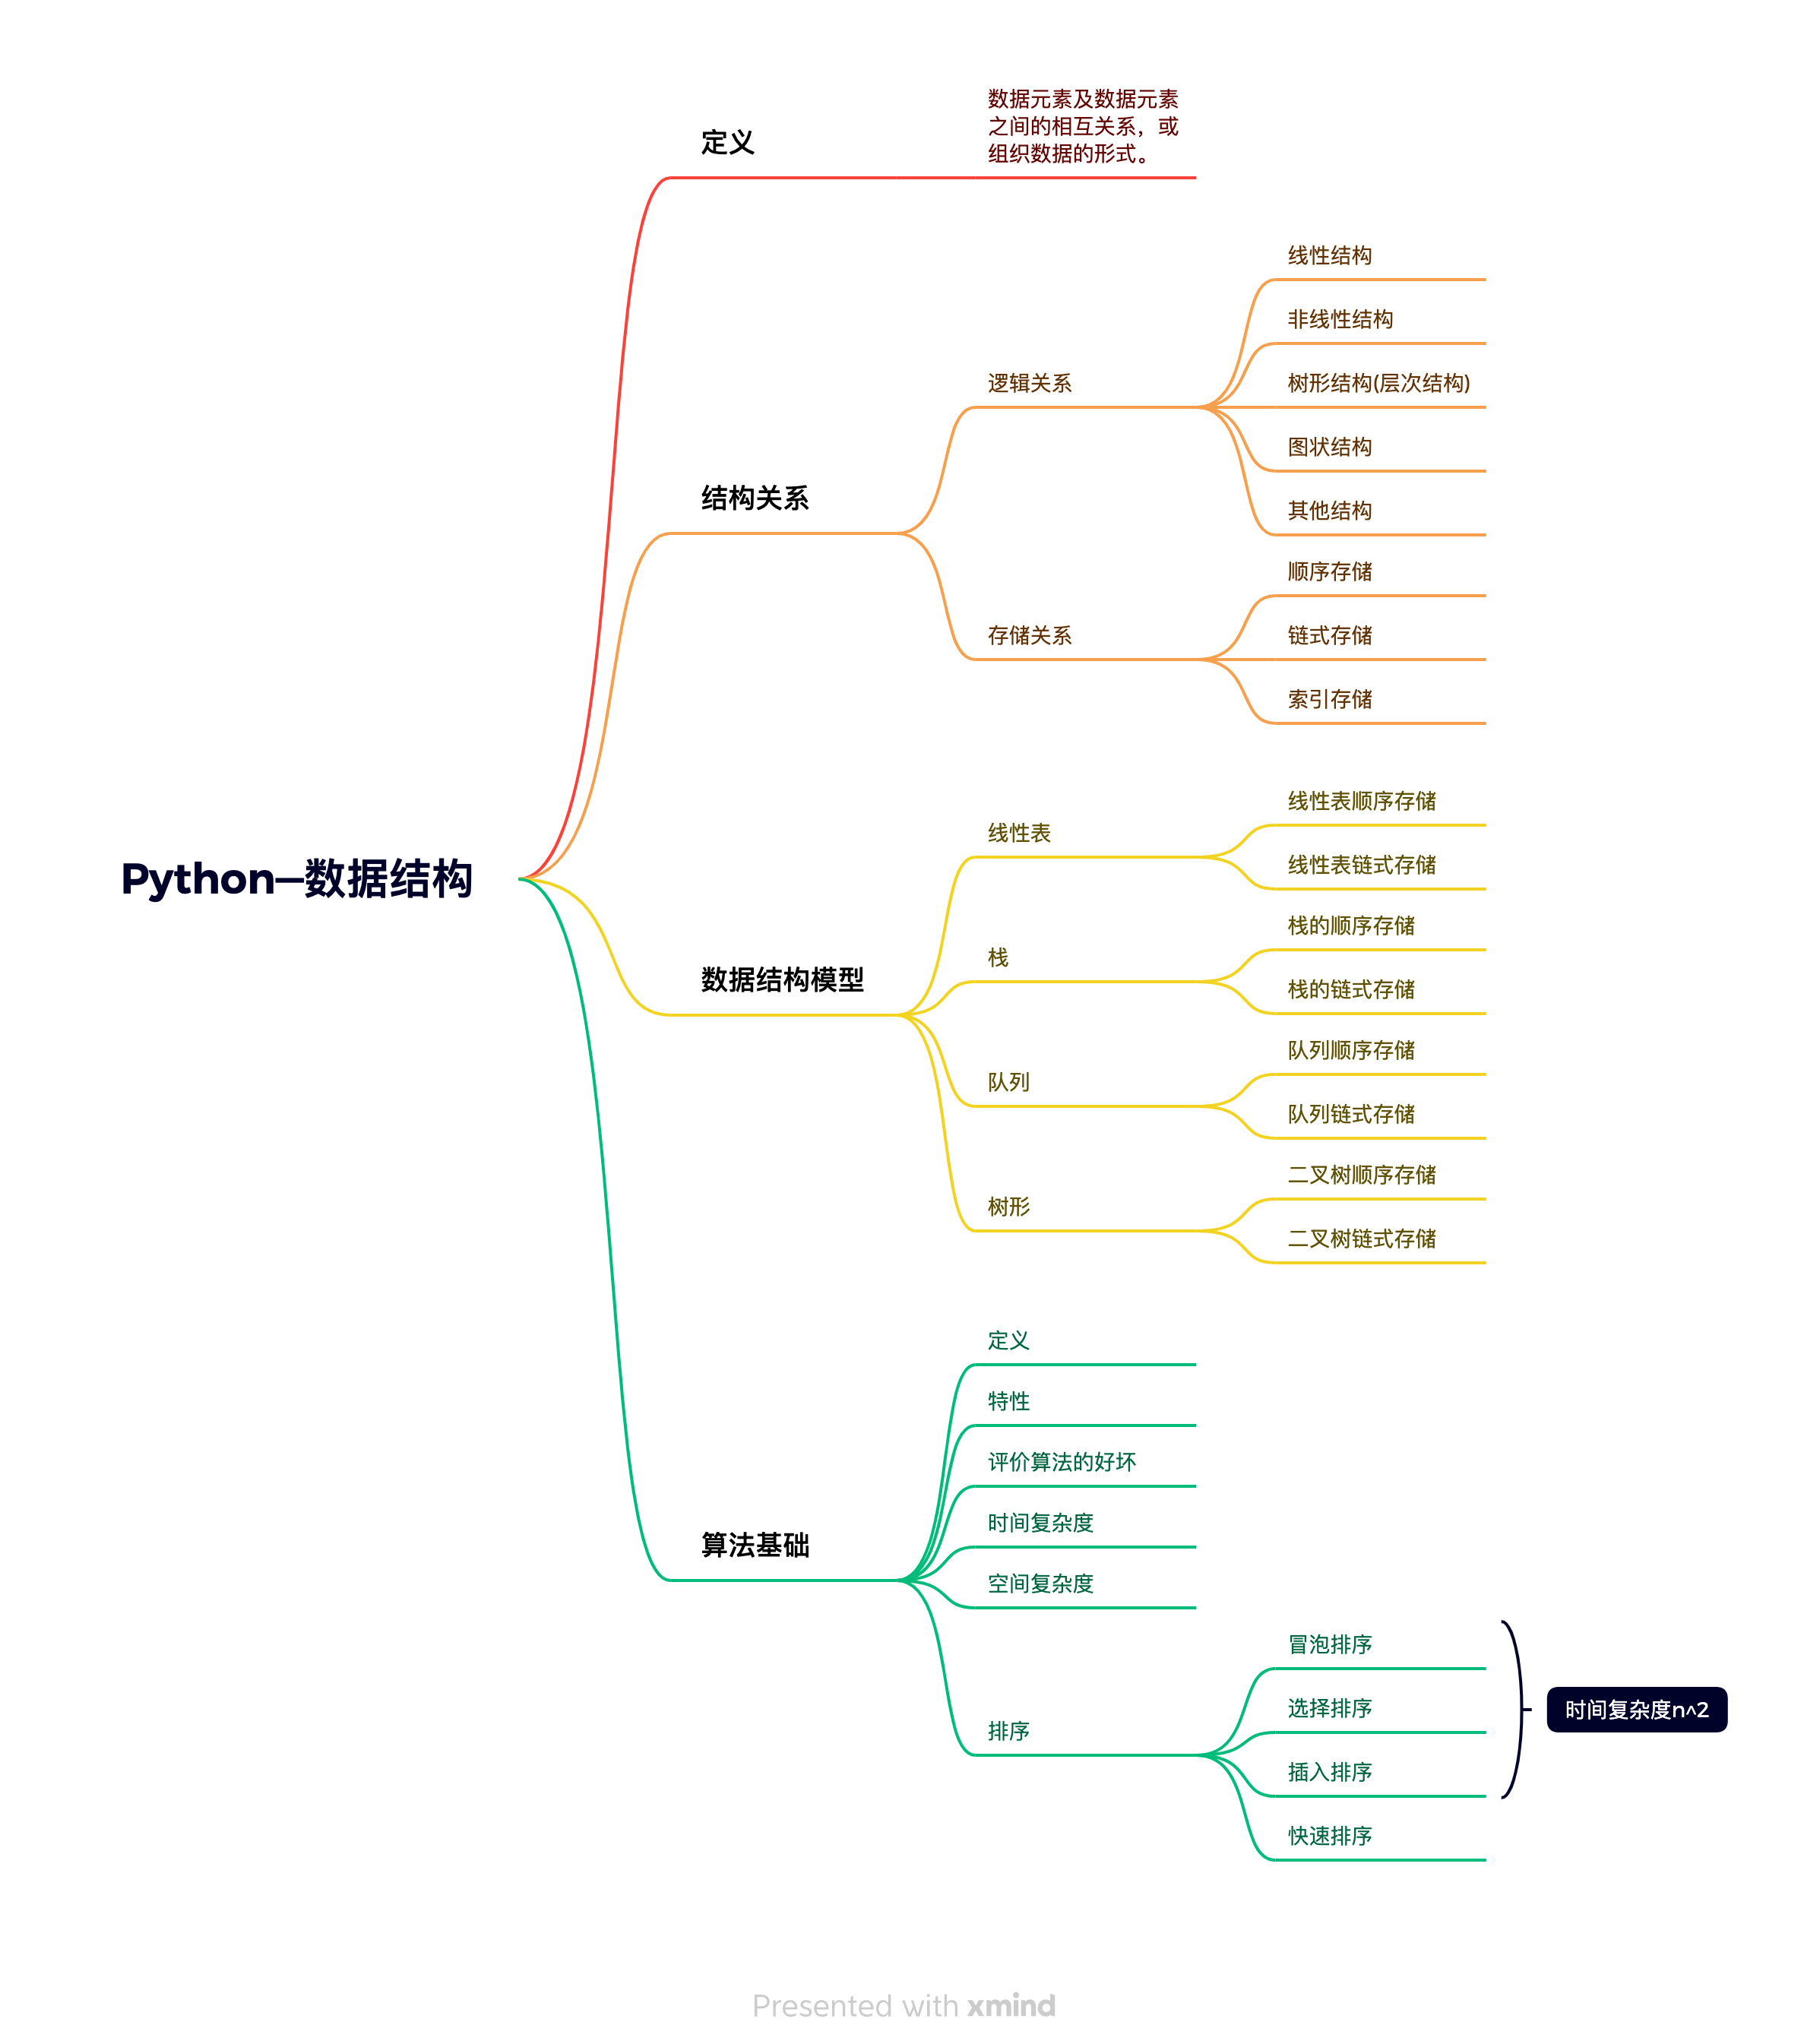 Python—数据结构
定义
数据元素及数据元素
之间的相互关系，或
组织数据的形式。
结构关系
逻辑关系
线性结构
非线性结构
树形结构(层次结构)
图状结构
其他结构
存储关系
顺序存储
链式存储
索引存储
数据结构模型
线性表
线性表顺序存储
线性表链式存储
栈
栈的顺序存储
栈的链式存储
队列
队列顺序存储
队列链式存储
树形
二叉树顺序存储
二叉树链式存储
算法基础
定义
特性
评价算法的好坏
时间复杂度
空间复杂度
排序
冒泡排序
选择排序
插入排序
快速排序
时间复杂度n^2
Presented with xmind